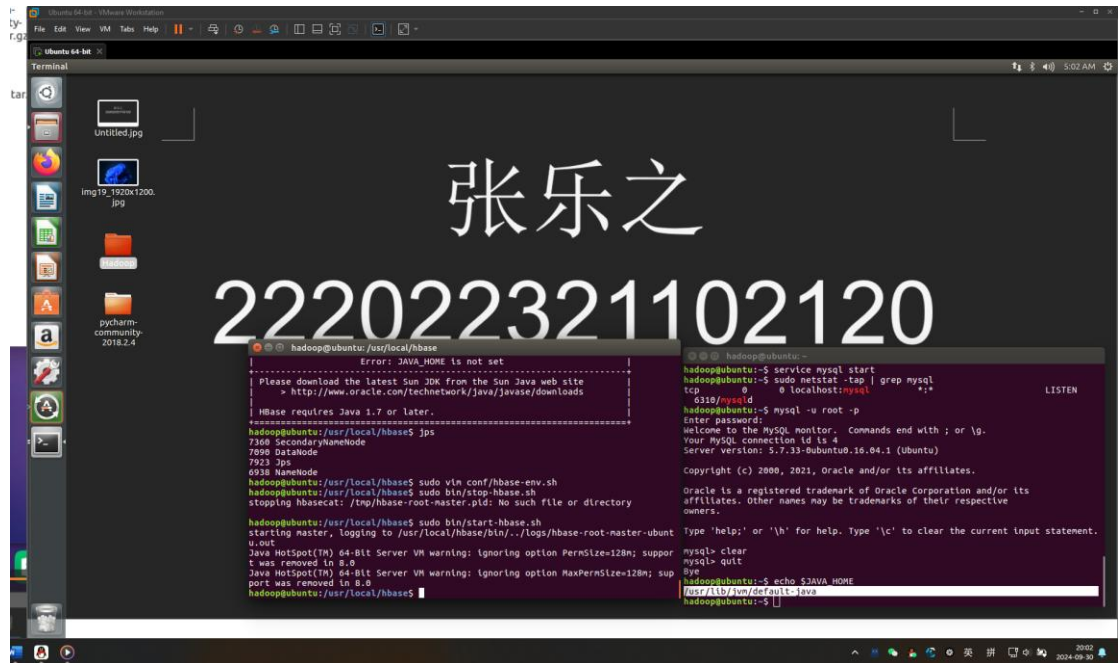 ty-
r.gz
tar.
Ubuntu 64-bit - VMware Workstation
File Edit View VM Tabs Help
Ubuntu 64-bit
Terminal
5:02 AM
Untitled.jpg
img19_1920x1200.
jpg
Hadoop
pycharm-
community-
2018.2.4
张乐之
222022321102120
hadoop@ubuntu: /usr/local/hbase
| Error: JAVA_HOME is not set |
+======================================================================+
| Please download the latest Sun JDK from the Sun Java web site |
| > http://www.oracle.com/technetwork/java/javase/downloads |
| |
| HBase requires Java 1.7 or later. |
+======================================================================+
hadoop@ubuntu:/usr/local/hbase$ jps
7360 SecondaryNameNode
7090 DataNode
7923 Jps
6938 NameNode
hadoop@ubuntu:/usr/local/hbase$ sudo vim conf/hbase-env.sh
hadoop@ubuntu:/usr/local/hbase$ sudo bin/stop-hbase.sh
stopping hbasecat: /tmp/hbase-root-master.pid: No such file or directory
hadoop@ubuntu:/usr/local/hbase$ sudo bin/start-hbase.sh
starting master, logging to /usr/local/hbase/bin/../logs/hbase-root-master-ubunt
u.out
Java HotSpot(TM) 64-Bit Server VM warning: ignoring option PermSize=128m; suppor
t was removed in 8.0
Java HotSpot(TM) 64-Bit Server VM warning: ignoring option MaxPermSize=128m; sup
port was removed in 8.0
hadoop@ubuntu:/usr/local/hbase$
hadoop@ubuntu: ~
hadoop@ubuntu:~$ service mysql start
hadoop@ubuntu:~$ sudo netstat -tap | grep mysql
tcp 0 0 localhost:mysql *:* LISTEN
6310/mysqld
hadoop@ubuntu:~$ mysql -u root -p
Enter password:
Welcome to the MySQL monitor. Commands end with ; or \g.
Your MySQL connection id is 4
Server version: 5.7.33-0ubuntu0.16.04.1 (Ubuntu)
Copyright (c) 2000, 2021, Oracle and/or its affiliates.
Oracle is a registered trademark of Oracle Corporation and/or its
affiliates. Other names may be trademarks of their respective
owners.
Type 'help;' or '\h' for help. Type '\c' to clear the current input statement.
mysql> clear
mysql> quit
Bye
hadoop@ubuntu:~$ echo $JAVA_HOME
/usr/lib/jvm/default-java
hadoop@ubuntu:~$
英 拼
20:02
2024-09-30